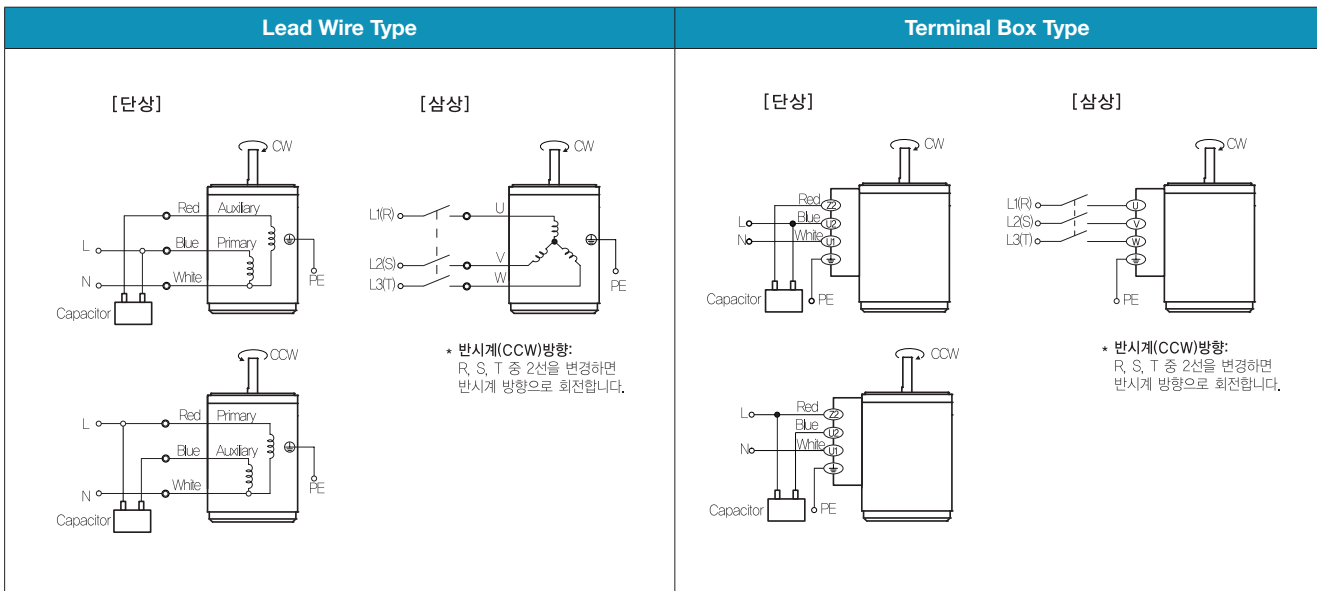 Lead Wire Type
Terminal Box Type
[단상]
[삼상]
CW
Red Auxiliary
L Blue Primary
N White
PE
Capacitor
CW
L1(R) U
L2(S) V
L3(T) W
PE
* 반시계(CCW)방향:
R, S, T 중 2선을 변경하면
반시계 방향으로 회전합니다.
CCW
Red Primary
L
Blue Auxiliary
White
N
PE
Capacitor
[단상]
[삼상]
CW
Red Z2
L Blue U2
N White U1
Capacitor PE
CW
L1(R) U
L2(S) V
L3(T) W
PE
* 반시계(CCW)방향:
R, S, T 중 2선을 변경하면
반시계 방향으로 회전합니다.
CCW
L Red Z2
Blue U2
N White U1
Capacitor PE